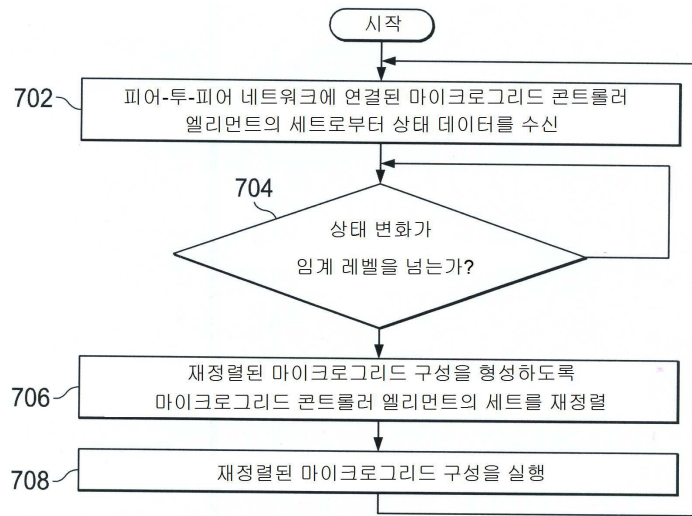 시작
702
피어-투-피어 네트워크에 연결된 마이크로그리드 콘트롤러
엘리먼트의 세트로부터 상태 데이터를 수신
704
상태 변화가
임계 레벨을 넘는가?
706
재정렬된 마이크로그리드 구성을 형성하도록
마이크로그리드 콘트롤러 엘리먼트의 세트를 재정렬
708
재정렬된 마이크로그리드 구성을 실행